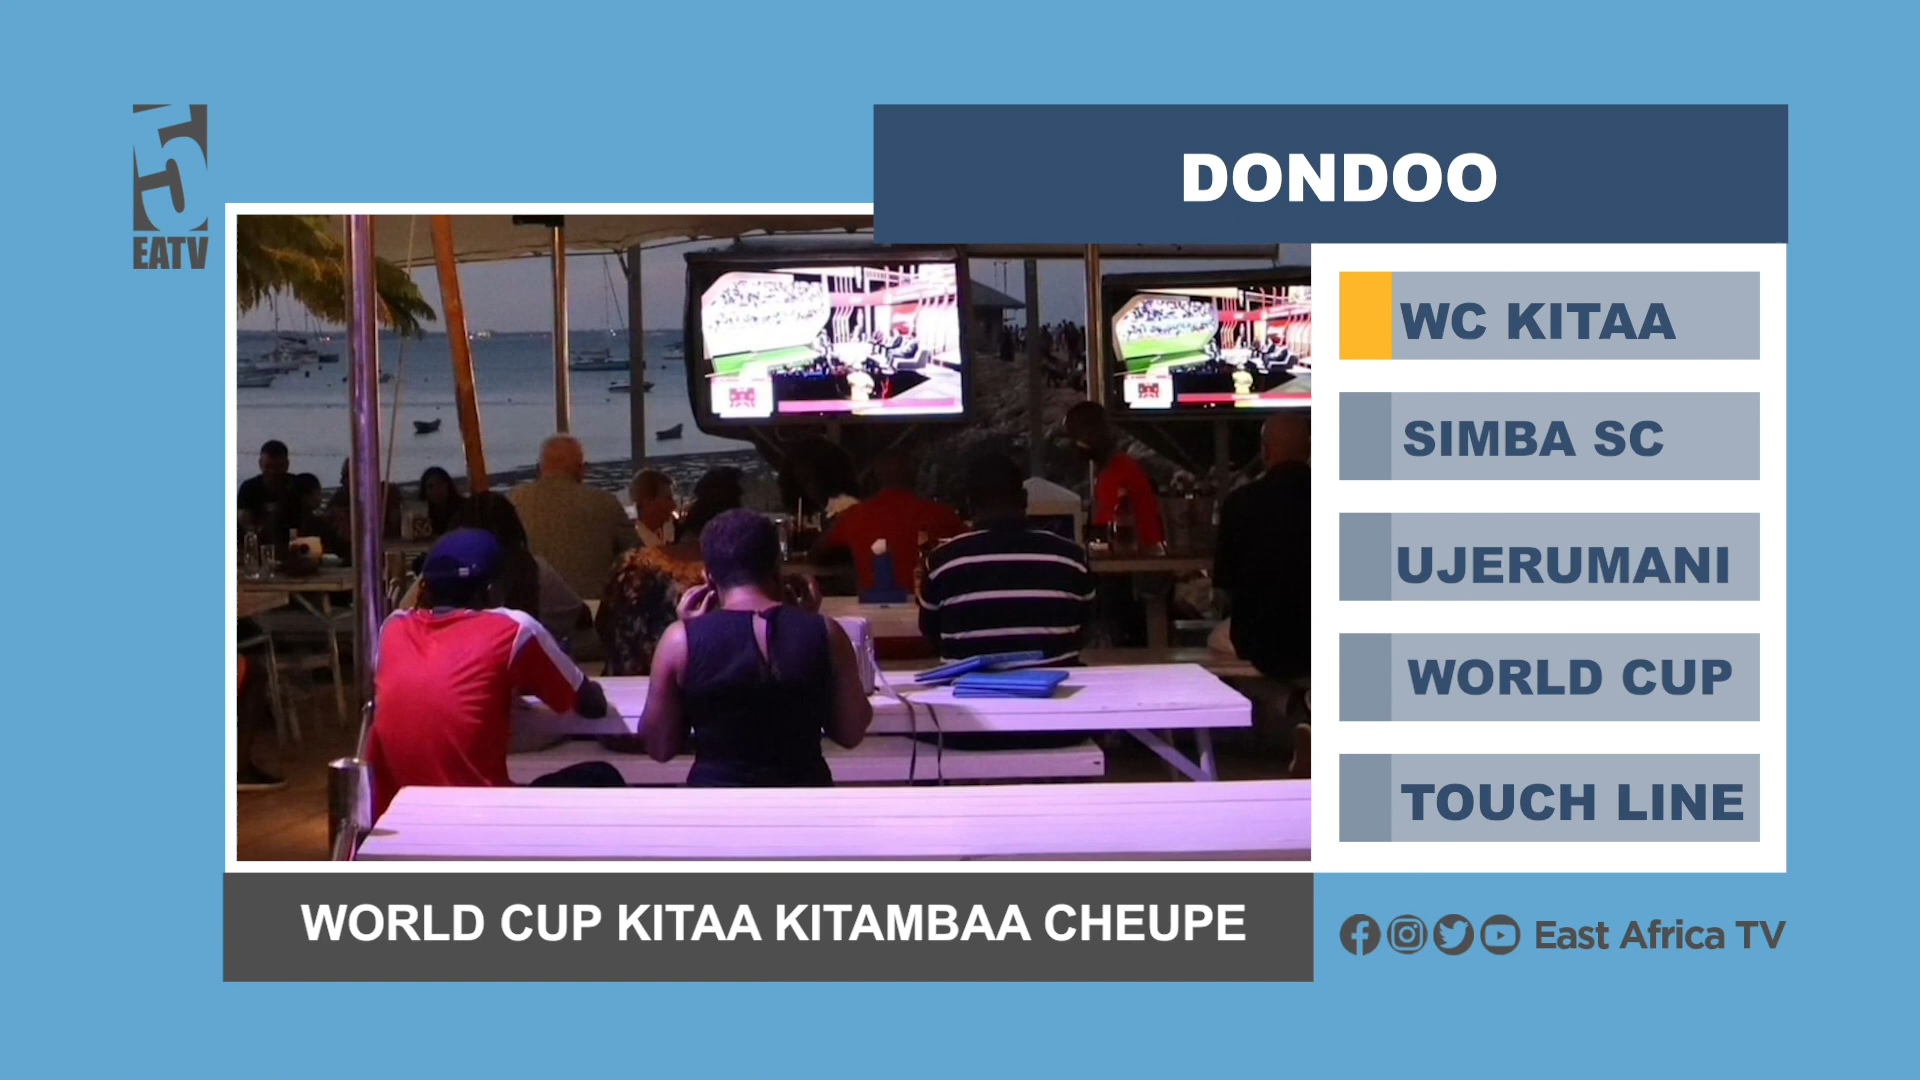 5
EATV
DONDOO
WC KITAA
SIMBA SC
UJERUMANI
WORLD CUP
TOUCH LINE
WORLD CUP KITAA KITAMBAA CHEUPE
East Africa TV